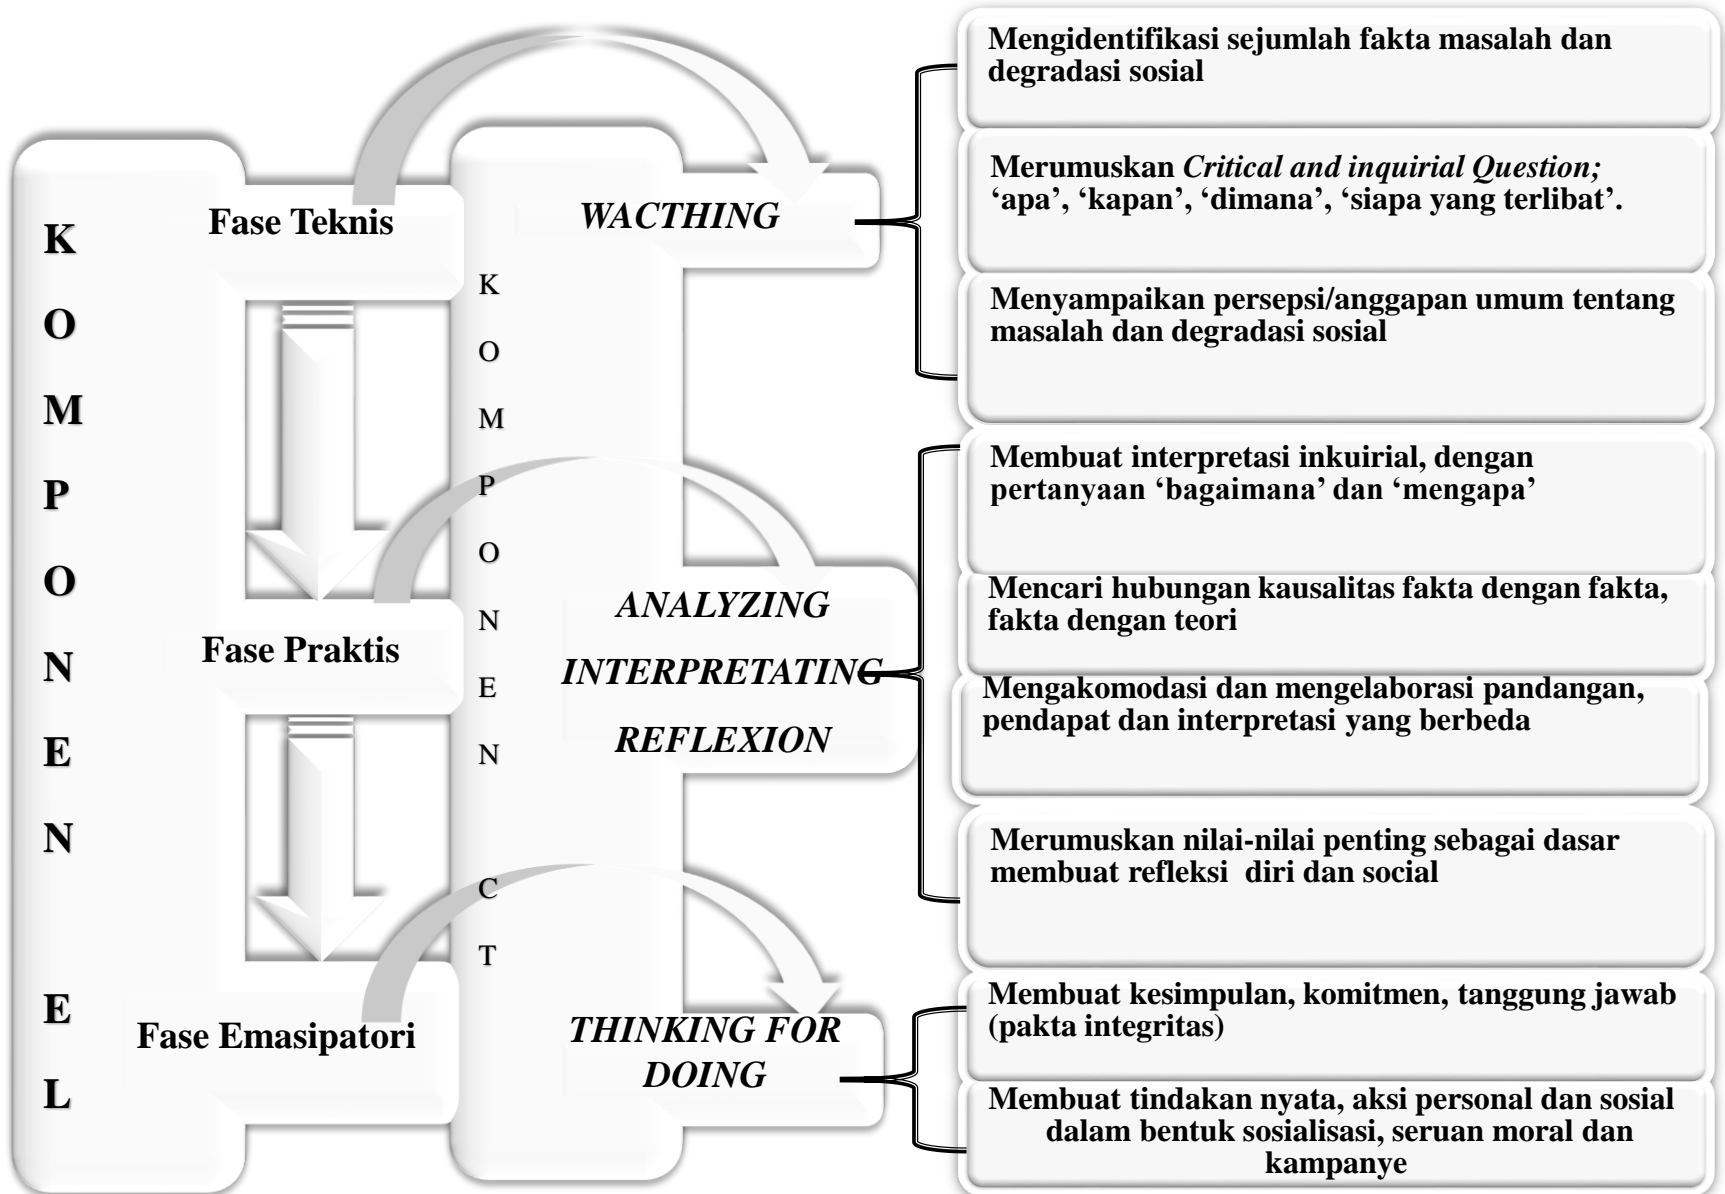 K
O
M
P
O
N
E
N
E
L
Fase Teknis
Fase Praktis
Fase Emasipatori
K
O
M
P
O
N
E
N
C
T
WACTHING
Mengidentifikasi sejumlah fakta masalah dan
degradasi sosial
Merumuskan Critical and inquirial Question;
‘apa’, ‘kapan’, ‘dimana’, ‘siapa yang terlibat’.
Menyampaikan persepsi/anggapan umum tentang
masalah dan degradasi sosial
ANALYZING
INTERPRETATING
REFLEXION
Membuat interpretasi inkuirial, dengan
pertanyaan ‘bagaimana’ dan ‘mengapa’
Mencari hubungan kausalitas fakta dengan fakta,
fakta dengan teori
Mengakomodasi dan mengelaborasi pandangan,
pendapat dan interpretasi yang berbeda
Merumuskan nilai-nilai penting sebagai dasar
membuat refleksi diri dan social
THINKING FOR
DOING
Membuat kesimpulan, komitmen, tanggung jawab
(pakta integritas)
Membuat tindakan nyata, aksi personal dan sosial
dalam bentuk sosialisasi, seruan moral dan
kampanye